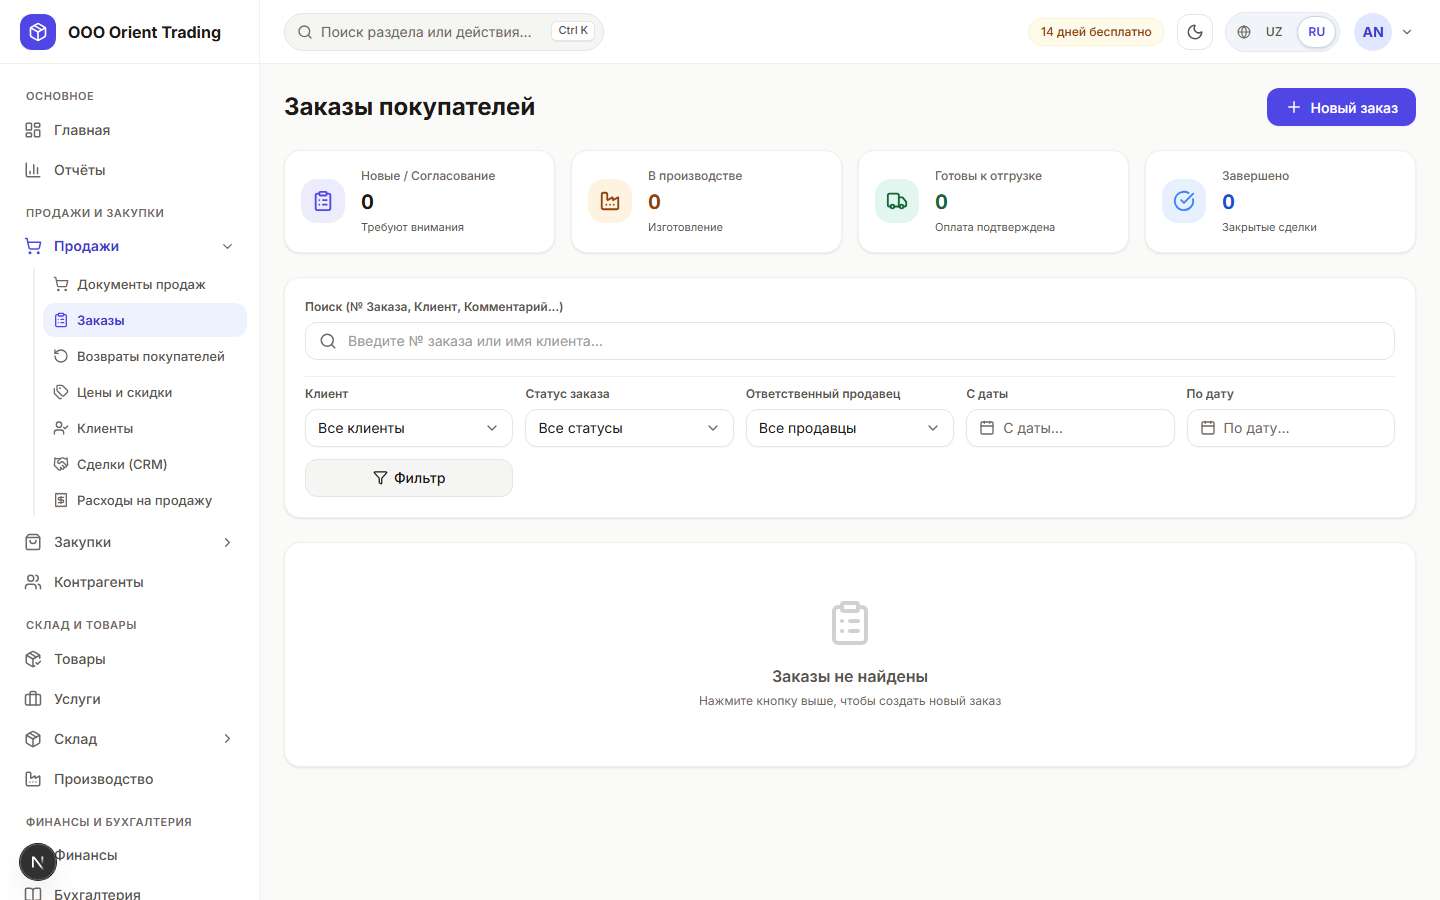 ООО Orient Trading
Поиск раздела или действия...
Ctrl K
14 дней бесплатно
UZ
RU
AN
ОСНОВНОЕ
Главная
Отчёты
ПРОДАЖИ И ЗАКУПКИ
Продажи
Документы продаж
Заказы
Возвраты покупателей
Цены и скидки
Клиенты
Сделки (CRM)
Расходы на продажу
Закупки
Контрагенты
СКЛАД И ТОВАРЫ
Товары
Услуги
Склад
Производство
ФИНАНСЫ И БУХГАЛТЕРИЯ
Финансы
Бухгалтерия
N
Заказы покупателей
Новый заказ
Новые / Согласование
0
Требуют внимания
В производстве
0
Изготовление
Готовы к отгрузке
0
Оплата подтверждена
Завершено
0
Закрытые сделки
Поиск (№ Заказа, Клиент, Комментарий...)
Введите № заказа или имя клиента...
Клиент
Все клиенты
Статус заказа
Все статусы
Ответственный продавец
Все продавцы
С даты
С даты...
По дату
По дату...
Фильтр
Заказы не найдены
Нажмите кнопку выше, чтобы создать новый заказ